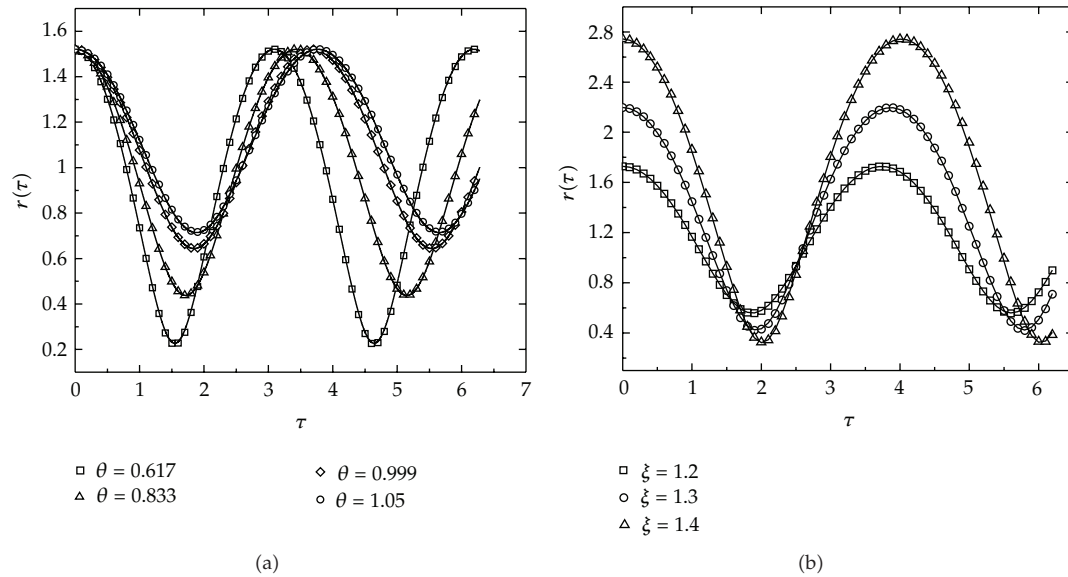 1.6
1.4
1.2
1
0.8
0.6
0.4
0.2
r(τ)
0 1 2 3 4 5 6 7
τ
θ = 0.617
θ = 0.833
θ = 0.999
θ = 1.05
(a)
2.8
2.4
2
1.6
1.2
0.8
0.4
r(τ)
0 1 2 3 4 5 6
τ
ξ = 1.2
ξ = 1.3
ξ = 1.4
(b)